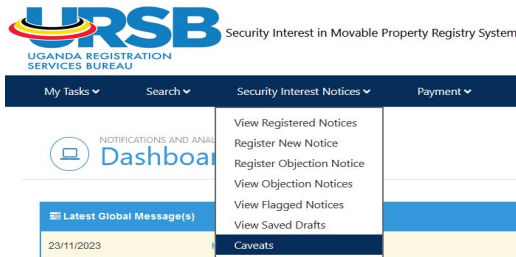 URSB
UGANDA REGISTRATION
SERVICES BUREAU
Security Interest in Movable Property Registry System
My Tasks Search Security Interest Notices Payment
View Registered Notices
Register New Notice
Register Objection Notice
View Objection Notices
View Flagged Notices
View Saved Drafts
Caveats
NOTIFICATIONS AND ANAL
Dashboar
Latest Global Message(s)
23/11/2023